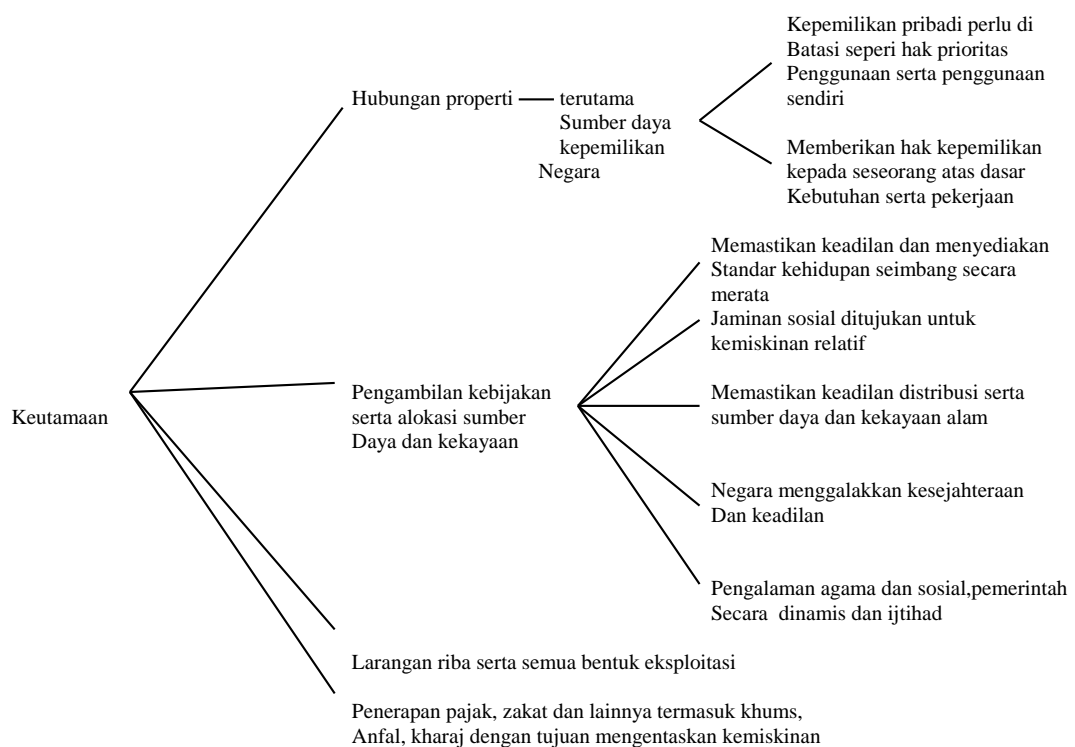 Kepemilikan pribadi perlu di
Batasi seperi hak prioritas
Penggunaan serta penggunaan
sendiri
Hubungan properti
terutama
Sumber daya
kepemilikan
Negara
Memberikan hak kepemilikan
kepada seseorang atas dasar
Kebutuhan serta pekerjaan
Memastikan keadilan dan menyediakan
Standar kehidupan seimbang secara
merata
Jaminan sosial ditujukan untuk
kemiskinan relatif
Keutamaan
Pengambilan kebijakan
serta alokasi sumber
Daya dan kekayaan
Memastikan keadilan distribusi serta
sumber daya dan kekayaan alam
Negara menggalakkan kesejahteraan
Dan keadilan
Pengalaman agama dan sosial,pemerintah
Secara dinamis dan ijtihad
Larangan riba serta semua bentuk eksploitasi
Penerapan pajak, zakat dan lainnya termasuk khums,
Anfal, kharaj dengan tujuan mengentaskan kemiskinan